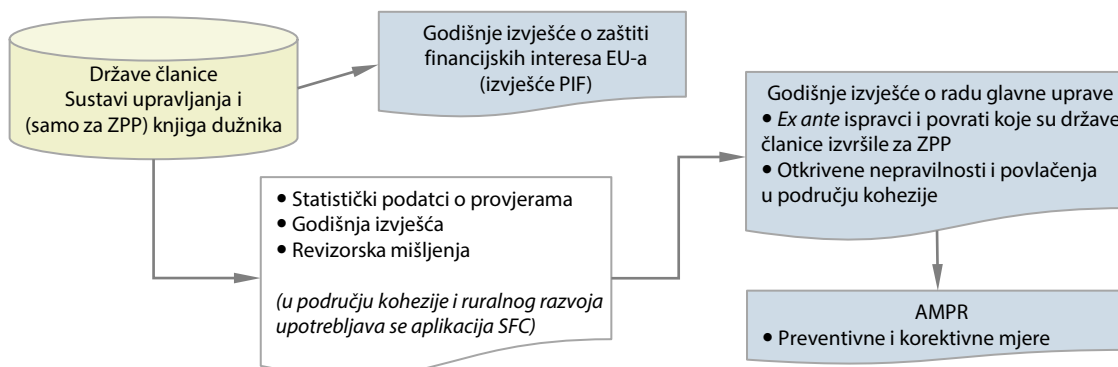 Države članice
Sustavi upravljanja i
(samo za ZPP) knjiga dužnika
Godišnje izvješće o zaštiti
financijskih interesa EU-a
(izvješće PIF)
• Statistički podatci o provjerama
• Godišnja izvješća
• Revizorska mišljenja
(u području kohezije i ruralnog razvoja
upotrebljava se aplikacija SFC)
Godišnje izvješće o radu glavne uprave
• Ex ante ispravci i povrati koje su države
članice izvršile za ZPP
• Otkrivene nepravilnosti i povlačenja
u području kohezije
AMPR
• Preventivne i korektivne mjere